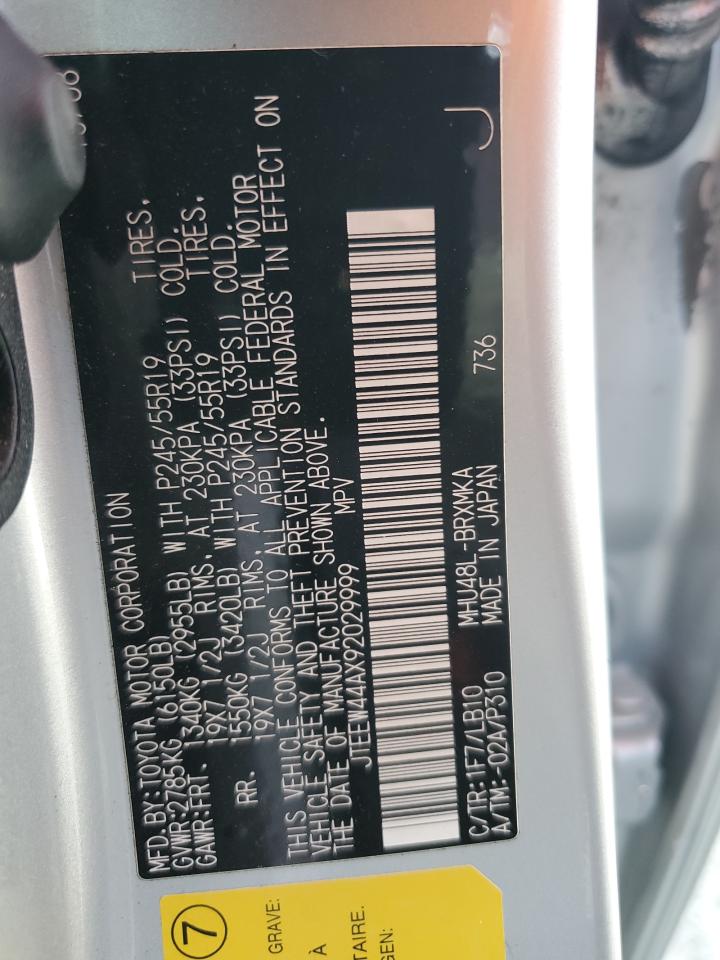 MFD.BY:TOYOTA MOTOR CORPORATION
GVWR:2785KG (6150LB)
GAWR:FRT. 1340KG (2955LB) WITH P245/55R19 TIRES,
19X7 1/2J RIMS, AT 230KPA (33PSI) COLD.
RR. 1550KG (3420LB) WITH P245/55R19 TIRES,
19X7 1/2J RIMS, AT 230KPA (33PSI) COLD.
THIS VEHICLE CONFORMS TO ALL APPLICABLE FEDERAL MOTOR
VEHICLE SAFETY AND THEFT PREVENTION STANDARDS IN EFFECT ON
THE DATE OF MANUFACTURE SHOWN ABOVE.
JTEEW44AX92029999 MPV
C/TR:1F7/LB10 MHU48L-BRXMKA 736
A/TM:-02A/P310 MADE IN JAPAN
J
7
GRAVE:
À
TAIRE.
GEN: